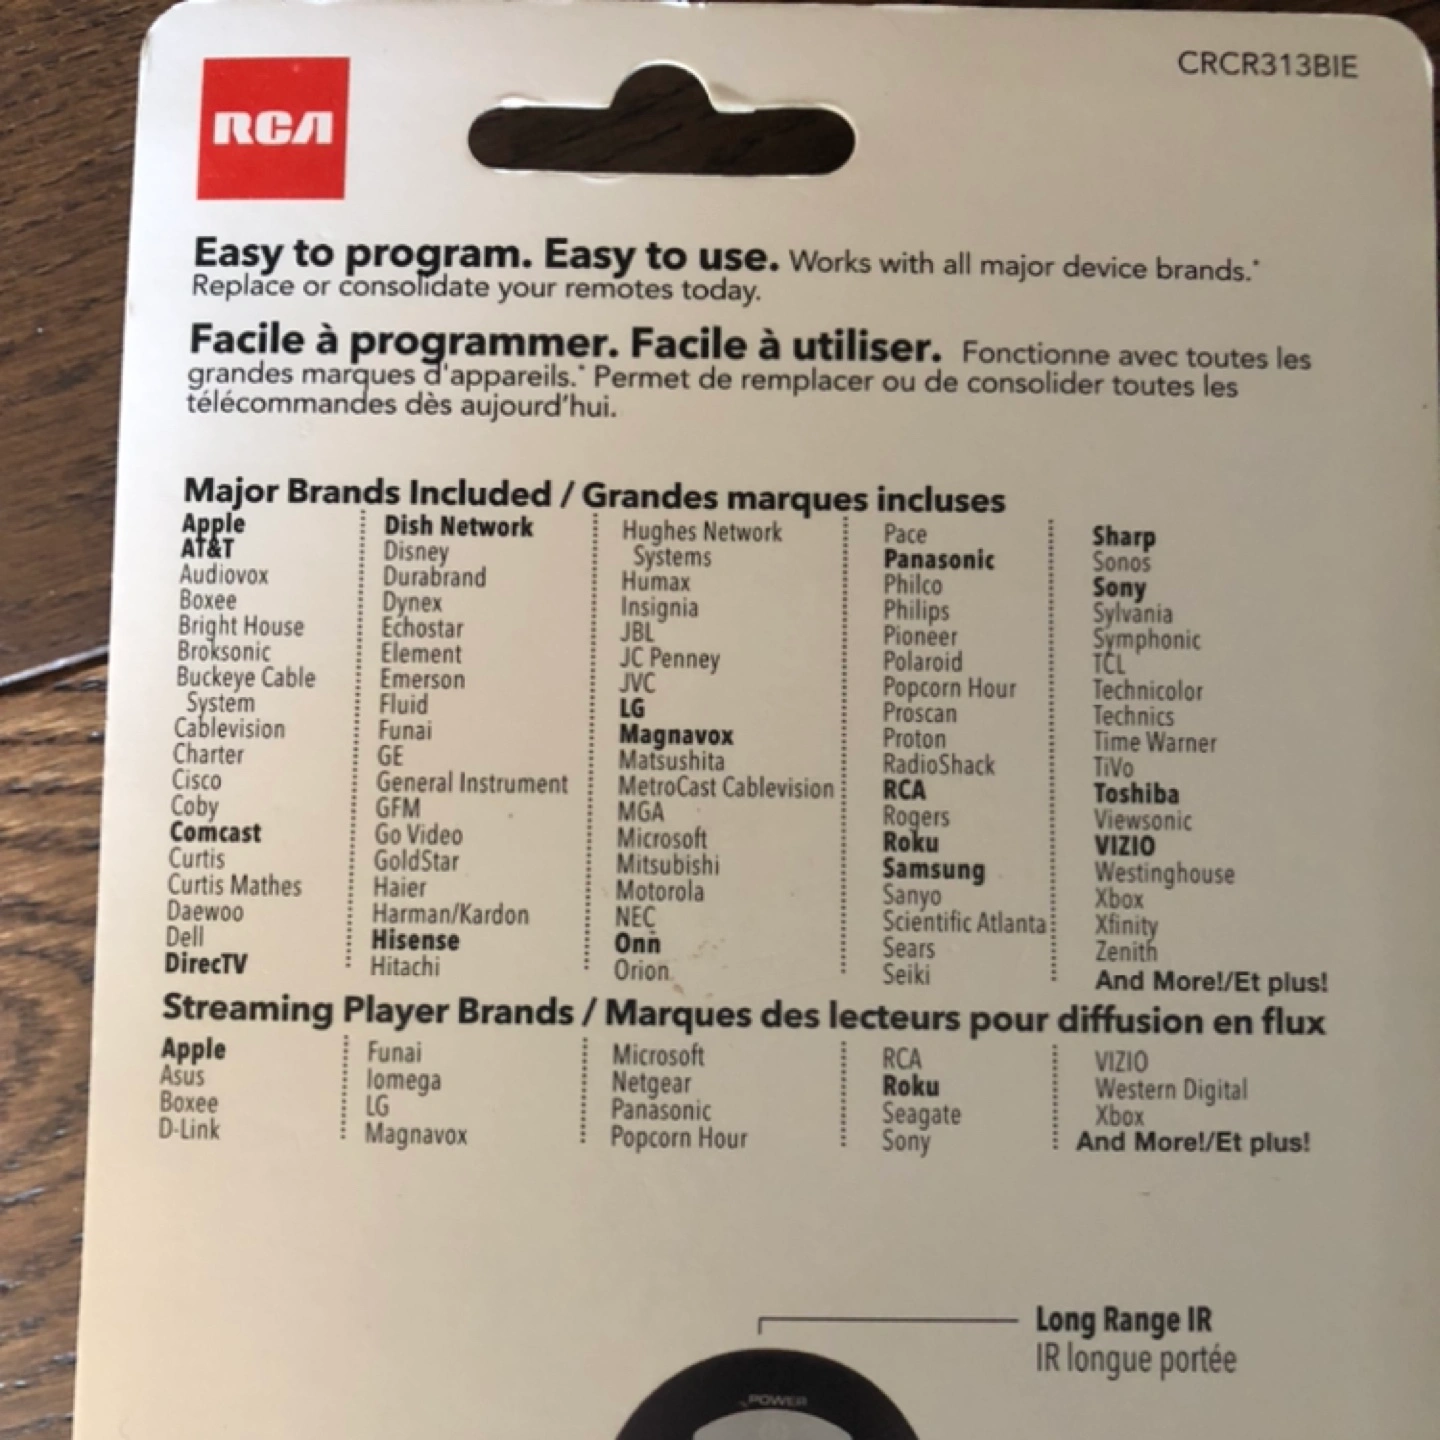 RCA
CRCR313BIE
Easy to program. Easy to use. Works with all major device brands.*
Replace or consolidate your remotes today.
Facile à programmer. Facile à utiliser. Fonctionne avec toutes les
grandes marques d'appareils.* Permet de remplacer ou de consolider toutes les
télécommandes dès aujourd'hui.
Major Brands Included / Grandes marques incluses
Apple
AT&T
Audiovox
Boxee
Bright House
Broksonic
Buckeye Cable
System
Cablevision
Charter
Cisco
Coby
Comcast
Curtis
Curtis Mathes
Daewoo
Dell
DirecTV
Dish Network
Disney
Durabrand
Dynex
Echostar
Element
Emerson
Fluid
Funai
GE
General Instrument
GFM
Go Video
GoldStar
Haier
Harman/Kardon
Hisense
Hitachi
Hughes Network
Systems
Humax
Insignia
JBL
JC Penney
JVC
LG
Magnavox
Matsushita
MetroCast Cablevision
MGA
Microsoft
Mitsubishi
Motorola
NEC
Onn
Orion
Pace
Panasonic
Philco
Philips
Pioneer
Polaroid
Popcorn Hour
Proscan
Proton
RadioShack
RCA
Rogers
Roku
Samsung
Sanyo
Scientific Atlanta
Sears
Seiki
Sharp
Sonos
Sony
Sylvania
Symphonic
TCL
Technicolor
Technics
Time Warner
TiVo
Toshiba
Viewsonic
VIZIO
Westinghouse
Xbox
Xfinity
Zenith
And More!/Et plus!
Streaming Player Brands / Marques des lecteurs pour diffusion en flux
Apple
Asus
Boxee
D-Link
Funai
Iomega
LG
Magnavox
Microsoft
Netgear
Panasonic
Popcorn Hour
RCA
Roku
Seagate
Sony
VIZIO
Western Digital
Xbox
And More!/Et plus!
Long Range IR
IR longue portée
POWER